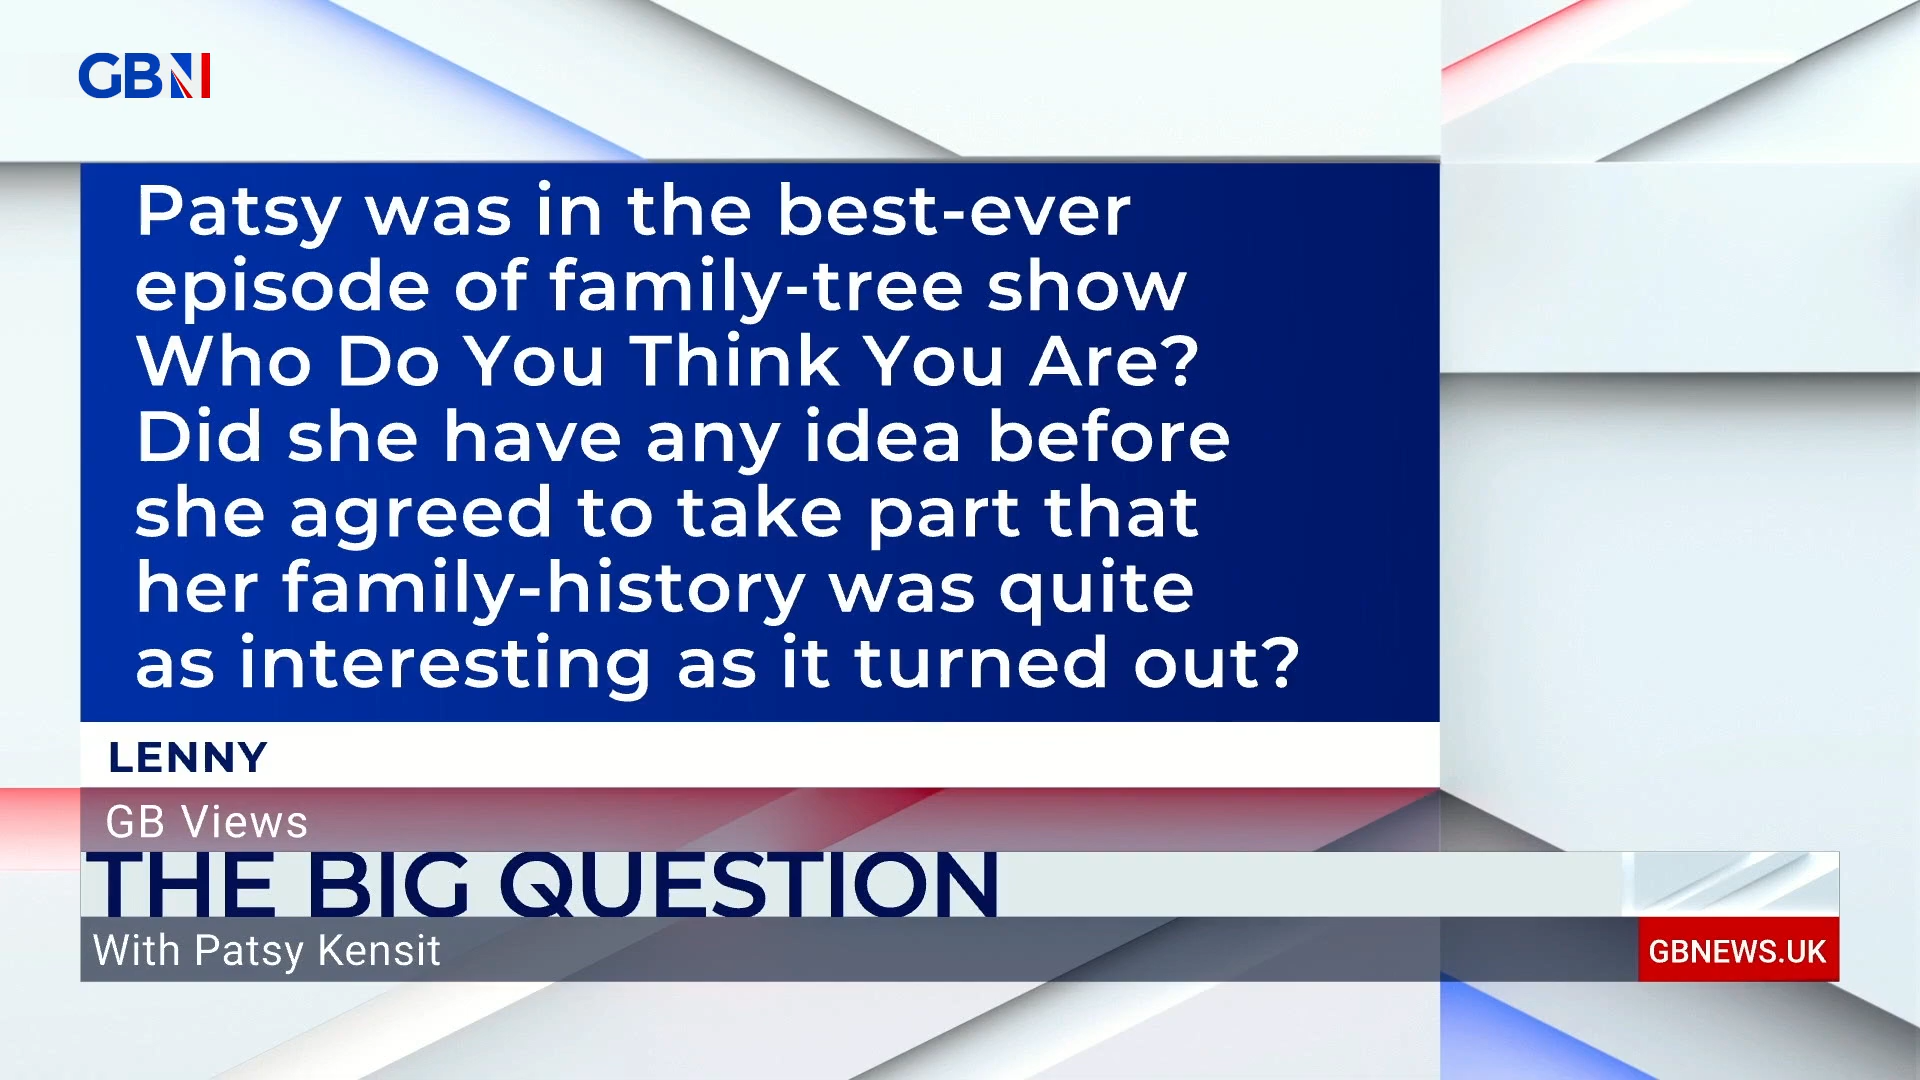 GBN
Patsy was in the best-ever
episode of family-tree show
Who Do You Think You Are?
Did she have any idea before
she agreed to take part that
her family-history was quite
as interesting as it turned out?
LENNY
GB Views
THE BIG QUESTION
With Patsy Kensit
GBNEWS.UK